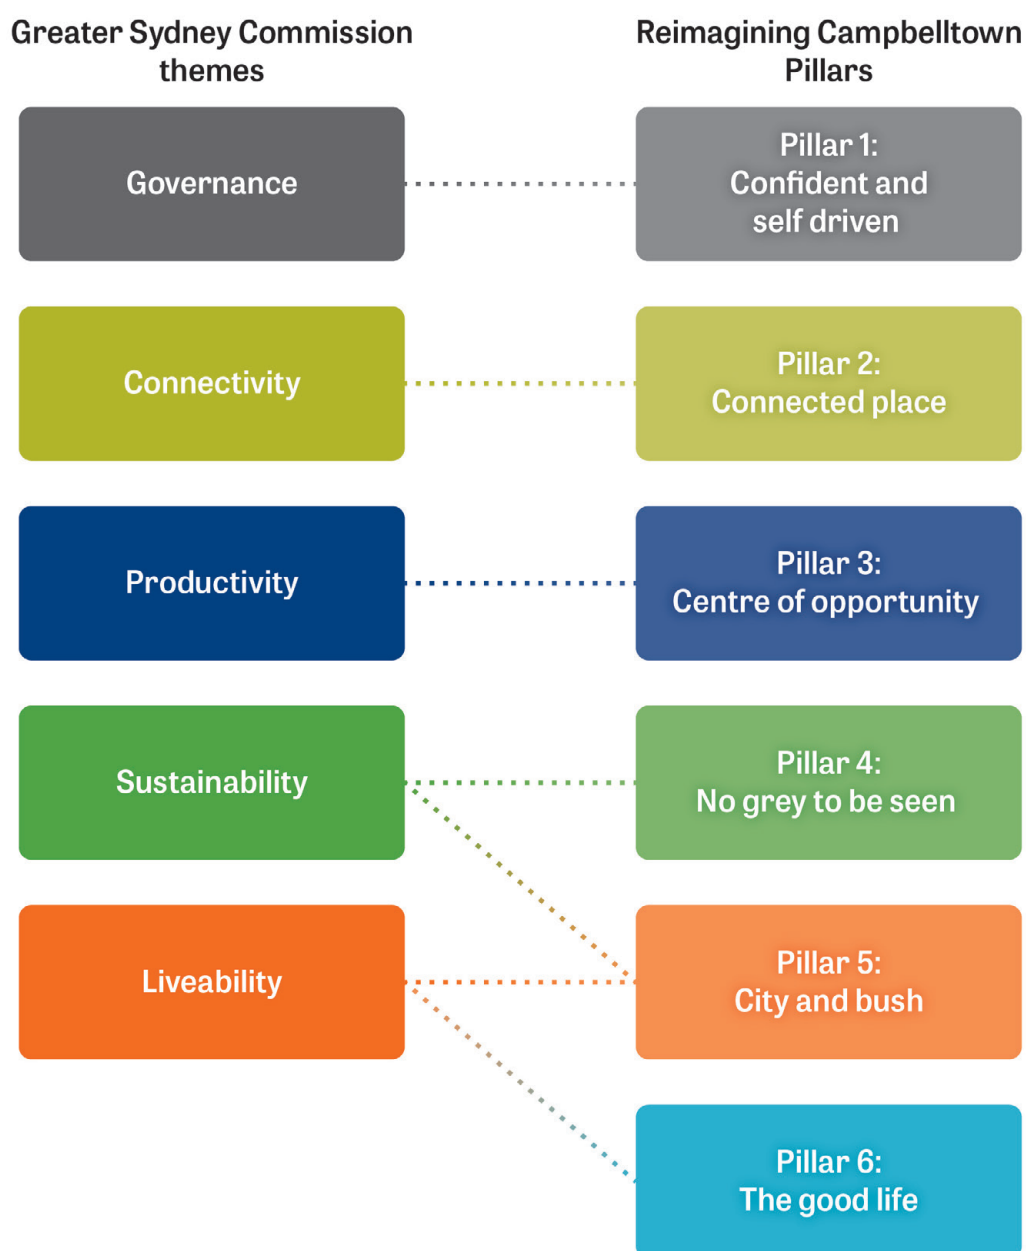 Greater Sydney Commission
themes
Reimagining Campbelltown
Pillars
Governance
Pillar 1:
Confident and
self driven
Connectivity
Pillar 2:
Connected place
Productivity
Pillar 3:
Centre of opportunity
Sustainability
Pillar 4:
No grey to be seen
Liveability
Pillar 5:
City and bush
Pillar 6:
The good life